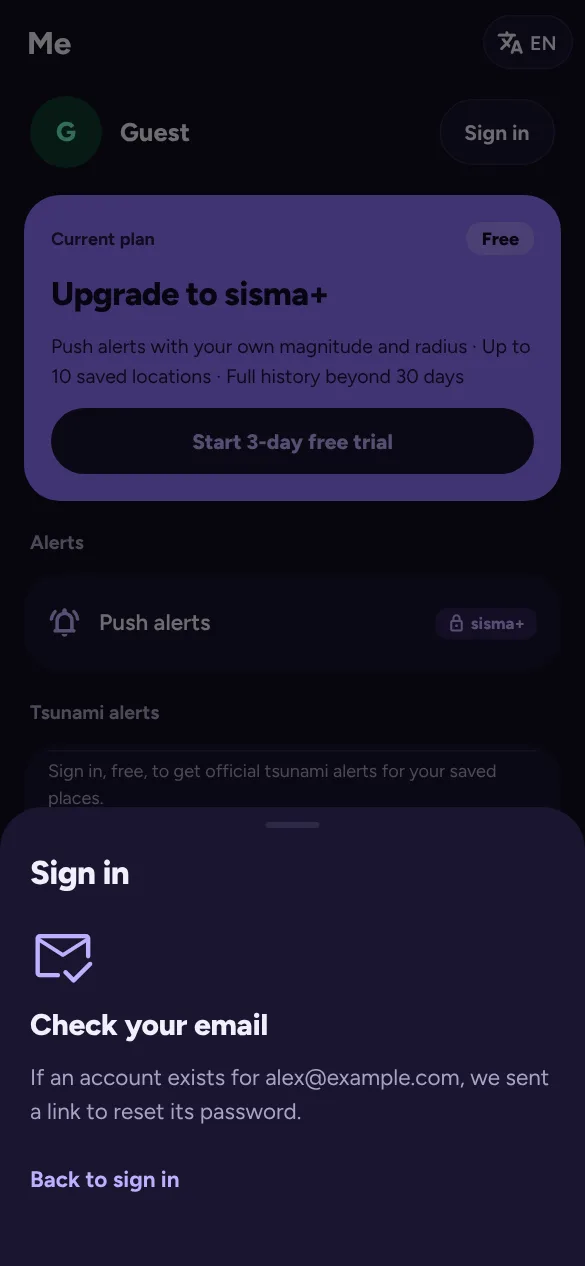 Me
EN
G
Guest
Sign in
Current plan
Free
Upgrade to sisma+
Push alerts with your own magnitude and radius · Up to
10 saved locations · Full history beyond 30 days
Start 3-day free trial
Alerts
Push alerts
sisma+
Tsunami alerts
Sign in, free, to get official tsunami alerts for your saved
places.
Sign in
Check your email
If an account exists for alex@example.com, we sent
a link to reset its password.
Back to sign in